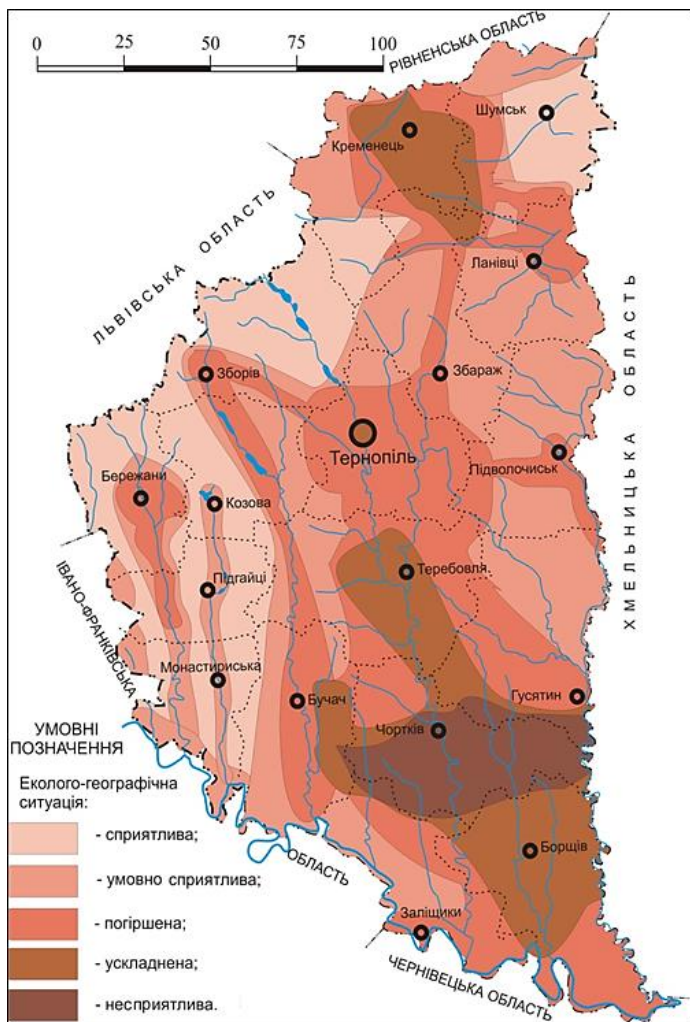 0 25 50 75 100
РІВНЕНСЬКА ОБЛАСТЬ
Шумськ
Кременець
ЛЬВІВСЬКА ОБЛАСТЬ
Ланівці
ХМЕЛЬНИЦЬКА ОБЛАСТЬ
Зборів
Збараж
Тернопіль
Підволочиськ
Бережани
Козова
Теребовля
Підгайці
ІВАНО-ФРАНКІВСЬКА
Монастириська
Бучач
Гусятин
Чортків
УМОВНІ
ПОЗНАЧЕННЯ
Еколого-географічна
ситуація:
- сприятлива;
- умовно сприятлива;
- погіршена;
- ускладнена;
- несприятлива.
ОБЛАСТЬ
Борщів
Заліщики
ЧЕРНІВЕЦЬКА ОБЛАСТЬ